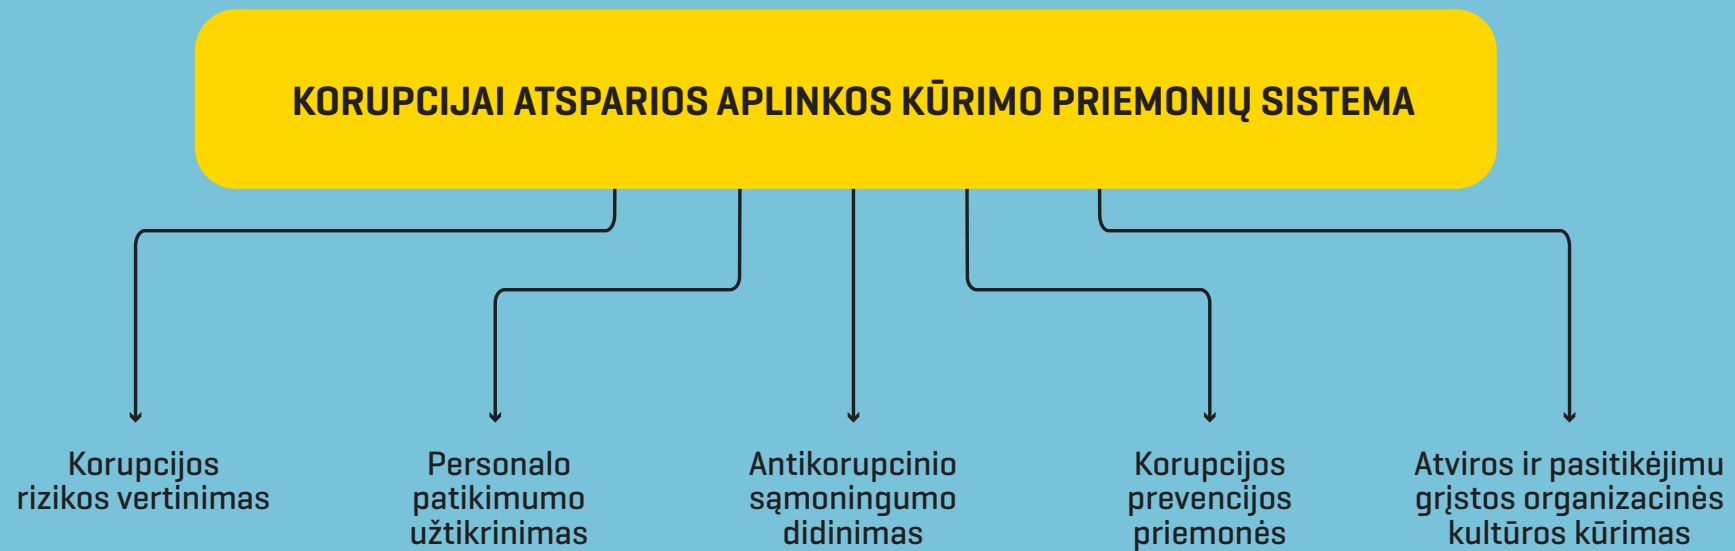 KORUPCIJAI ATSPARIOS APLINKOS KŪRIMO PRIEMONIŲ SISTEMA
Korupcijos
rizikos vertinimas
Personalo
patikimumo
užtikrinimas
Antikorupcinio
sąmoningumo
didinimas
Korupcijos
prevencijos
priemonės
Atviros ir pasitikėjimu
grįstos organizacinės
kultūros kūrimas